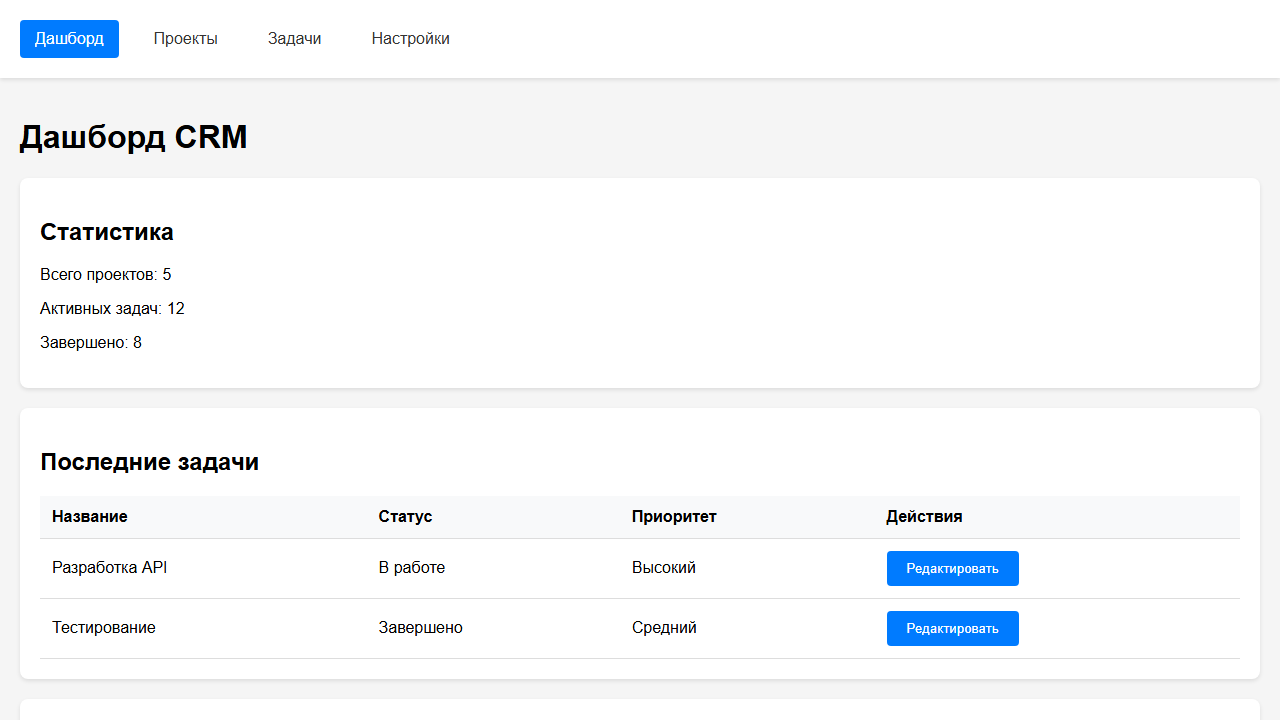 Дашборд Проекты Задачи Настройки
Дашборд CRM
Статистика
Всего проектов: 5
Активных задач: 12
Завершено: 8
Последние задачи
Название Статус Приоритет Действия
Разработка API В работе Высокий Редактировать
Тестирование Завершено Средний Редактировать